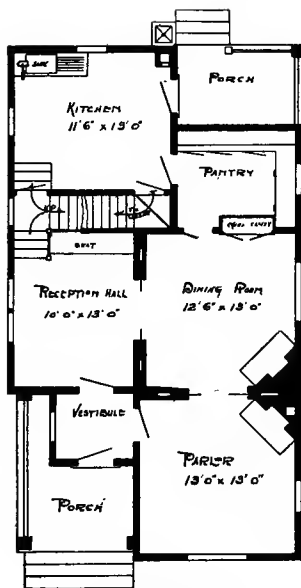 SINK
PORCH
KITCHEN
11'6" x 13'0"
PANTRY
UP
SEAT
RECEPTION HALL
10'0" x 13'0"
DINING ROOM
12'6" x 13'0"
VESTIBULE
PARLOR
13'0" x 13'0"
PORCH